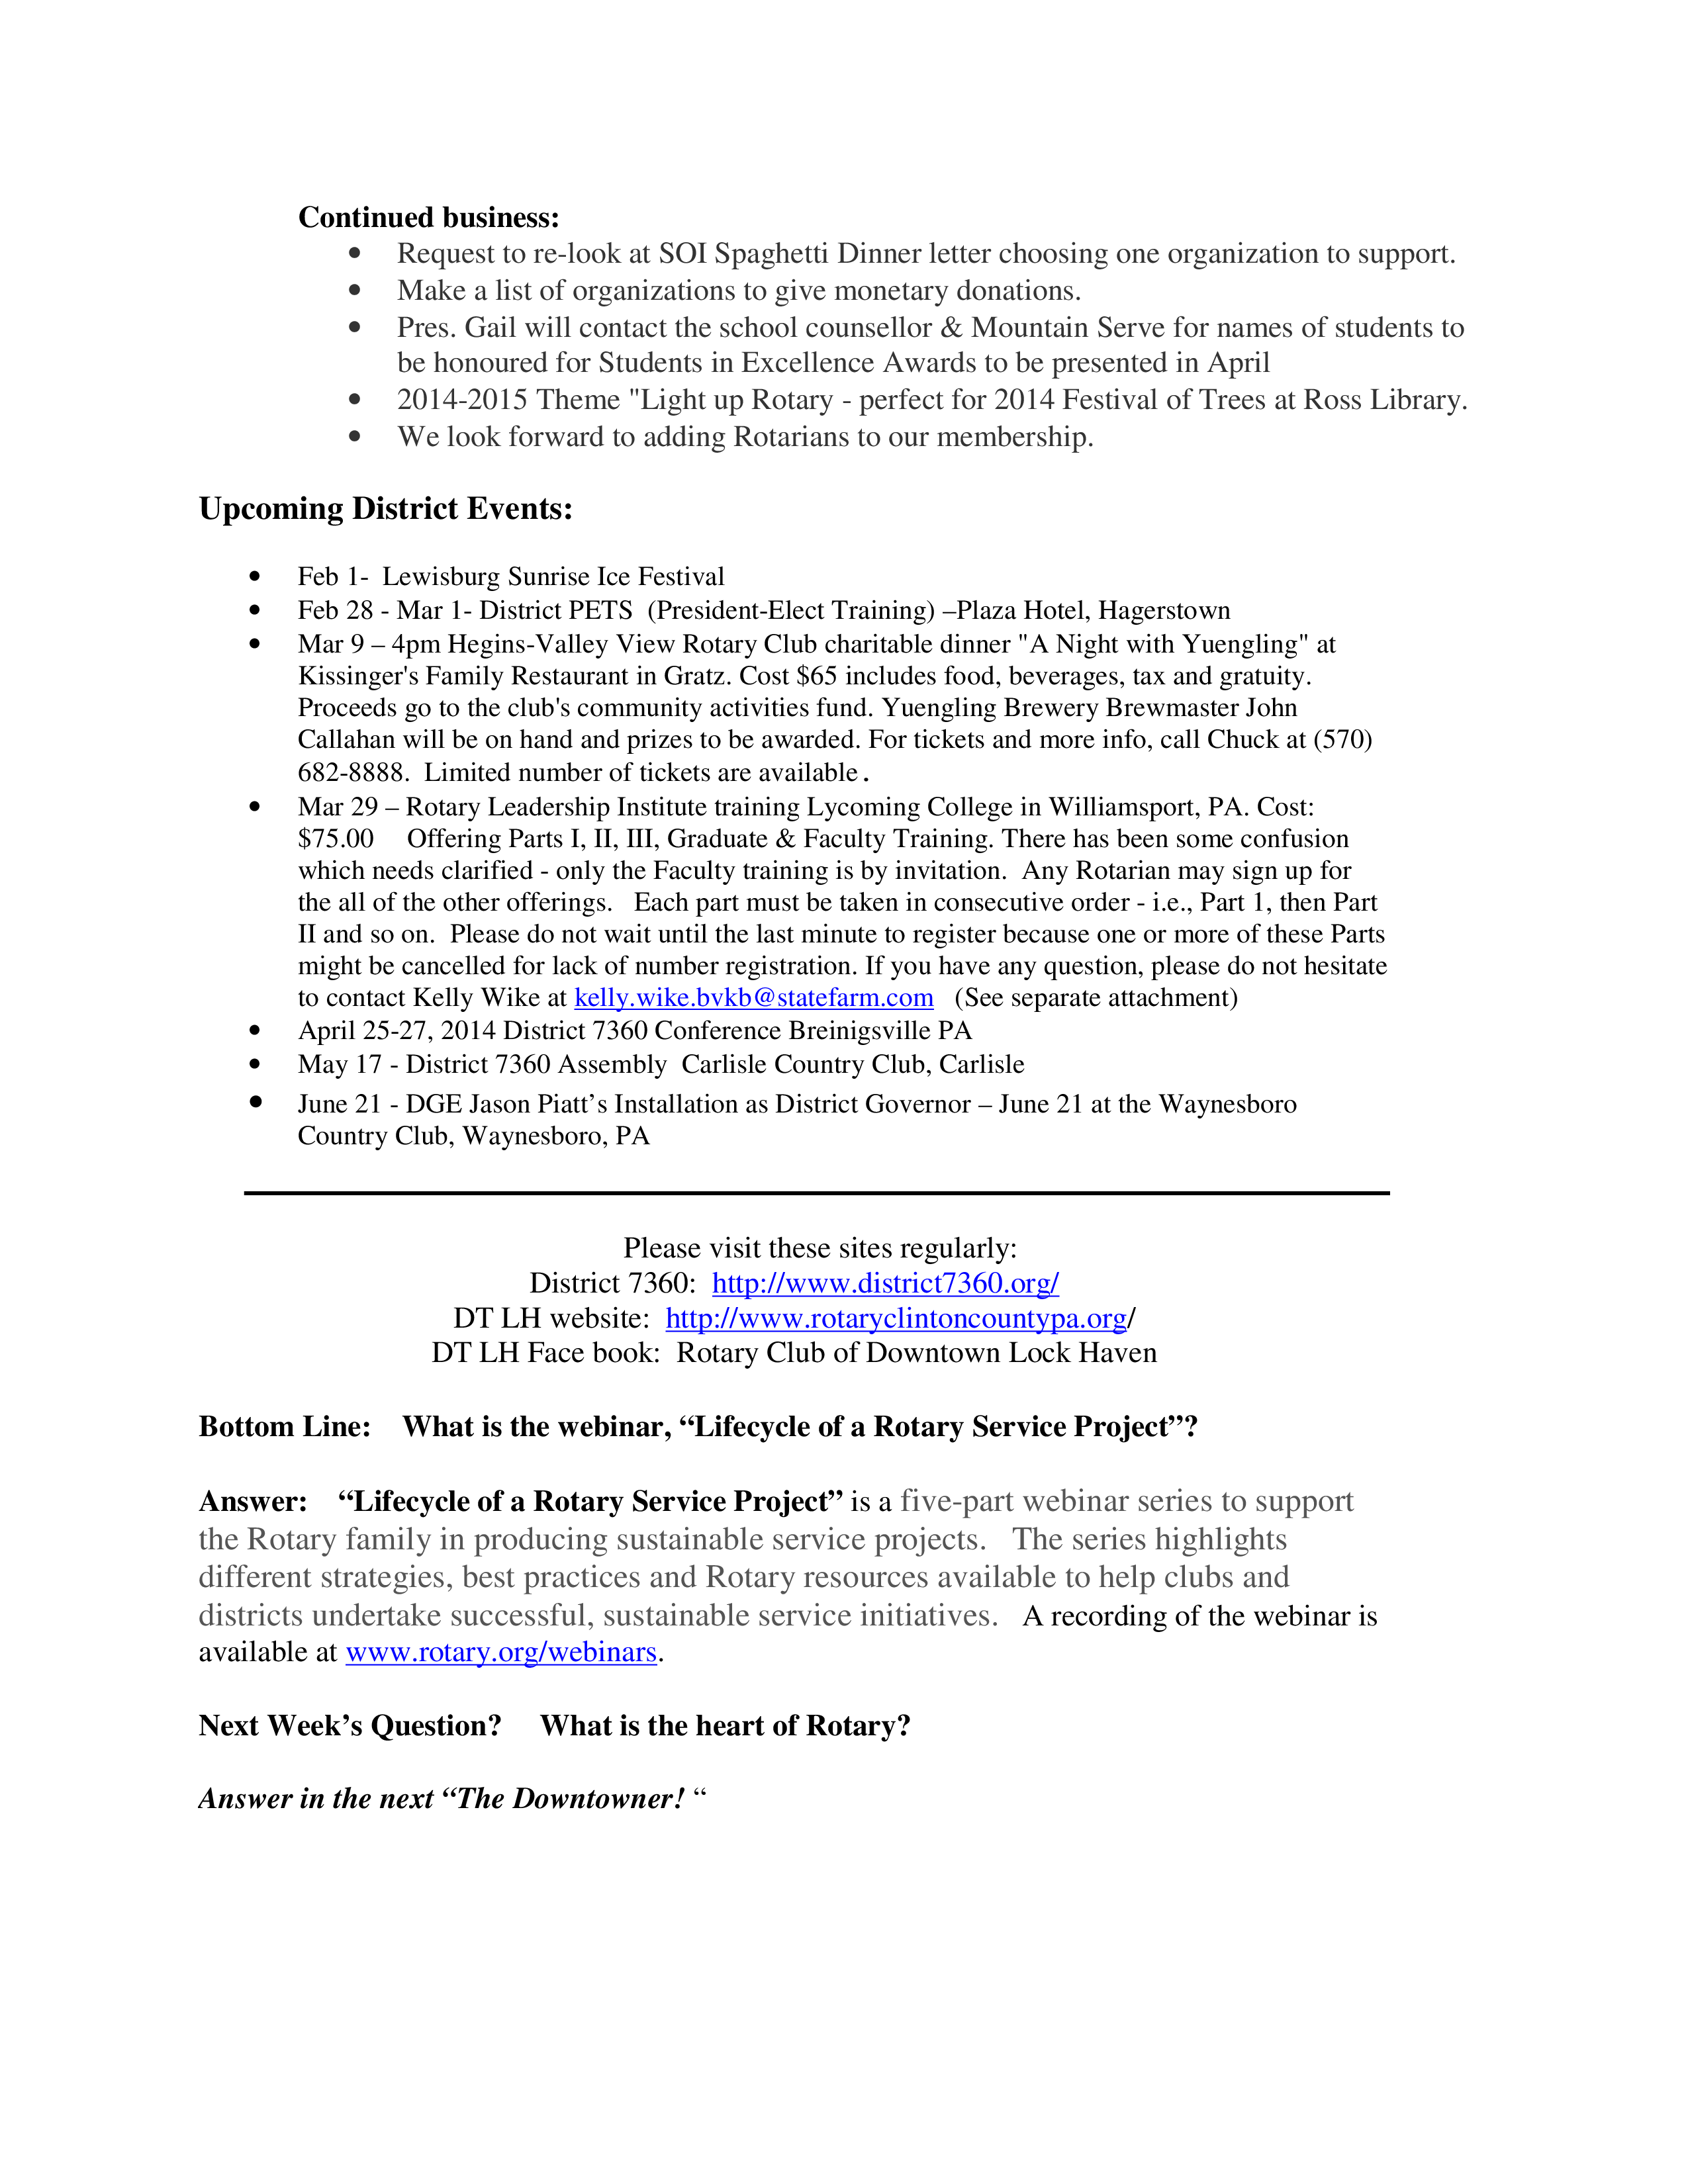 Continued business:
• Request to re-look at SOI Spaghetti Dinner letter choosing one organization to support.
• Make a list of organizations to give monetary donations.
• Pres. Gail will contact the school counsellor & Mountain Serve for names of students to
be honoured for Students in Excellence Awards to be presented in April
• 2014-2015 Theme "Light up Rotary - perfect for 2014 Festival of Trees at Ross Library.
• We look forward to adding Rotarians to our membership.
Upcoming District Events:
• Feb 1-  Lewisburg Sunrise Ice Festival
• Feb 28 - Mar 1- District PETS  (President-Elect Training) –Plaza Hotel, Hagerstown
• Mar 9 – 4pm Hegins-Valley View Rotary Club charitable dinner "A Night with Yuengling" at
Kissinger's Family Restaurant in Gratz. Cost $65 includes food, beverages, tax and gratuity.
Proceeds go to the club's community activities fund. Yuengling Brewery Brewmaster John
Callahan will be on hand and prizes to be awarded. For tickets and more info, call Chuck at (570)
682-8888.  Limited number of tickets are available.
• Mar 29 – Rotary Leadership Institute training Lycoming College in Williamsport, PA. Cost:
$75.00    Offering Parts I, II, III, Graduate & Faculty Training. There has been some confusion
which needs clarified - only the Faculty training is by invitation.  Any Rotarian may sign up for
the all of the other offerings.   Each part must be taken in consecutive order - i.e., Part 1, then Part
II and so on.  Please do not wait until the last minute to register because one or more of these Parts
might be cancelled for lack of number registration. If you have any question, please do not hesitate
to contact Kelly Wike at kelly.wike.bvkb@statefarm.com   (See separate attachment)
• April 25-27, 2014 District 7360 Conference Breinigsville PA
• May 17 - District 7360 Assembly  Carlisle Country Club, Carlisle
• June 21 - DGE Jason Piatt’s Installation as District Governor – June 21 at the Waynesboro
Country Club, Waynesboro, PA
Please visit these sites regularly:
District 7360:  http://www.district7360.org/
DT LH website:  http://www.rotaryclintoncountypa.org/
DT LH Face book:  Rotary Club of Downtown Lock Haven
Bottom Line:    What is the webinar, “Lifecycle of a Rotary Service Project”?
Answer:    “Lifecycle of a Rotary Service Project” is a five-part webinar series to support
the Rotary family in producing sustainable service projects.   The series highlights
different strategies, best practices and Rotary resources available to help clubs and
districts undertake successful, sustainable service initiatives.   A recording of the webinar is
available at www.rotary.org/webinars.
Next Week’s Question?     What is the heart of Rotary?
Answer in the next “The Downtowner! “